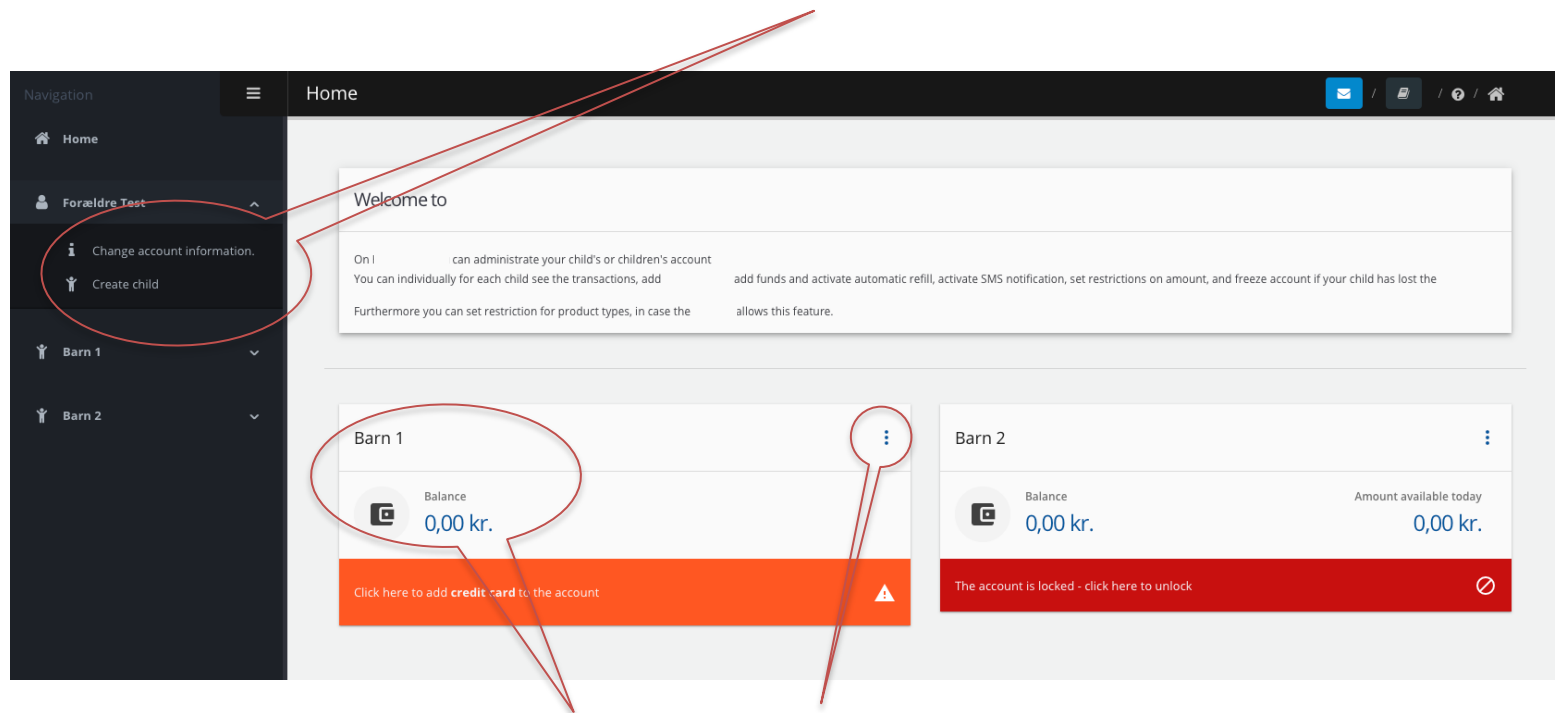 Navigation
Home
/ / /
Home
Forældre Test
Change account information.
Create child
Barn 1
Barn 2
Welcome to
On l can administrate your child's or children's account
You can individually for each child see the transactions, add add funds and activate automatic refill, activate SMS notification, set restrictions on amount, and freeze account if your child has lost the
Furthermore you can set restriction for product types, in case the allows this feature.
Barn 1
Balance
0,00 kr.
Click here to add credit card to the account
Barn 2
Balance
0,00 kr.
Amount available today
0,00 kr.
The account is locked - click here to unlock